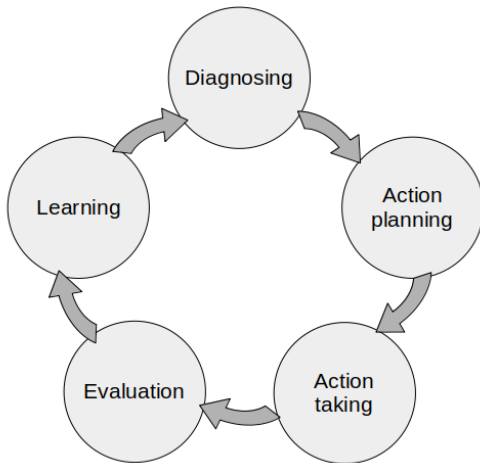 Diagnosing
Action
planning
Action
taking
Evaluation
Learning